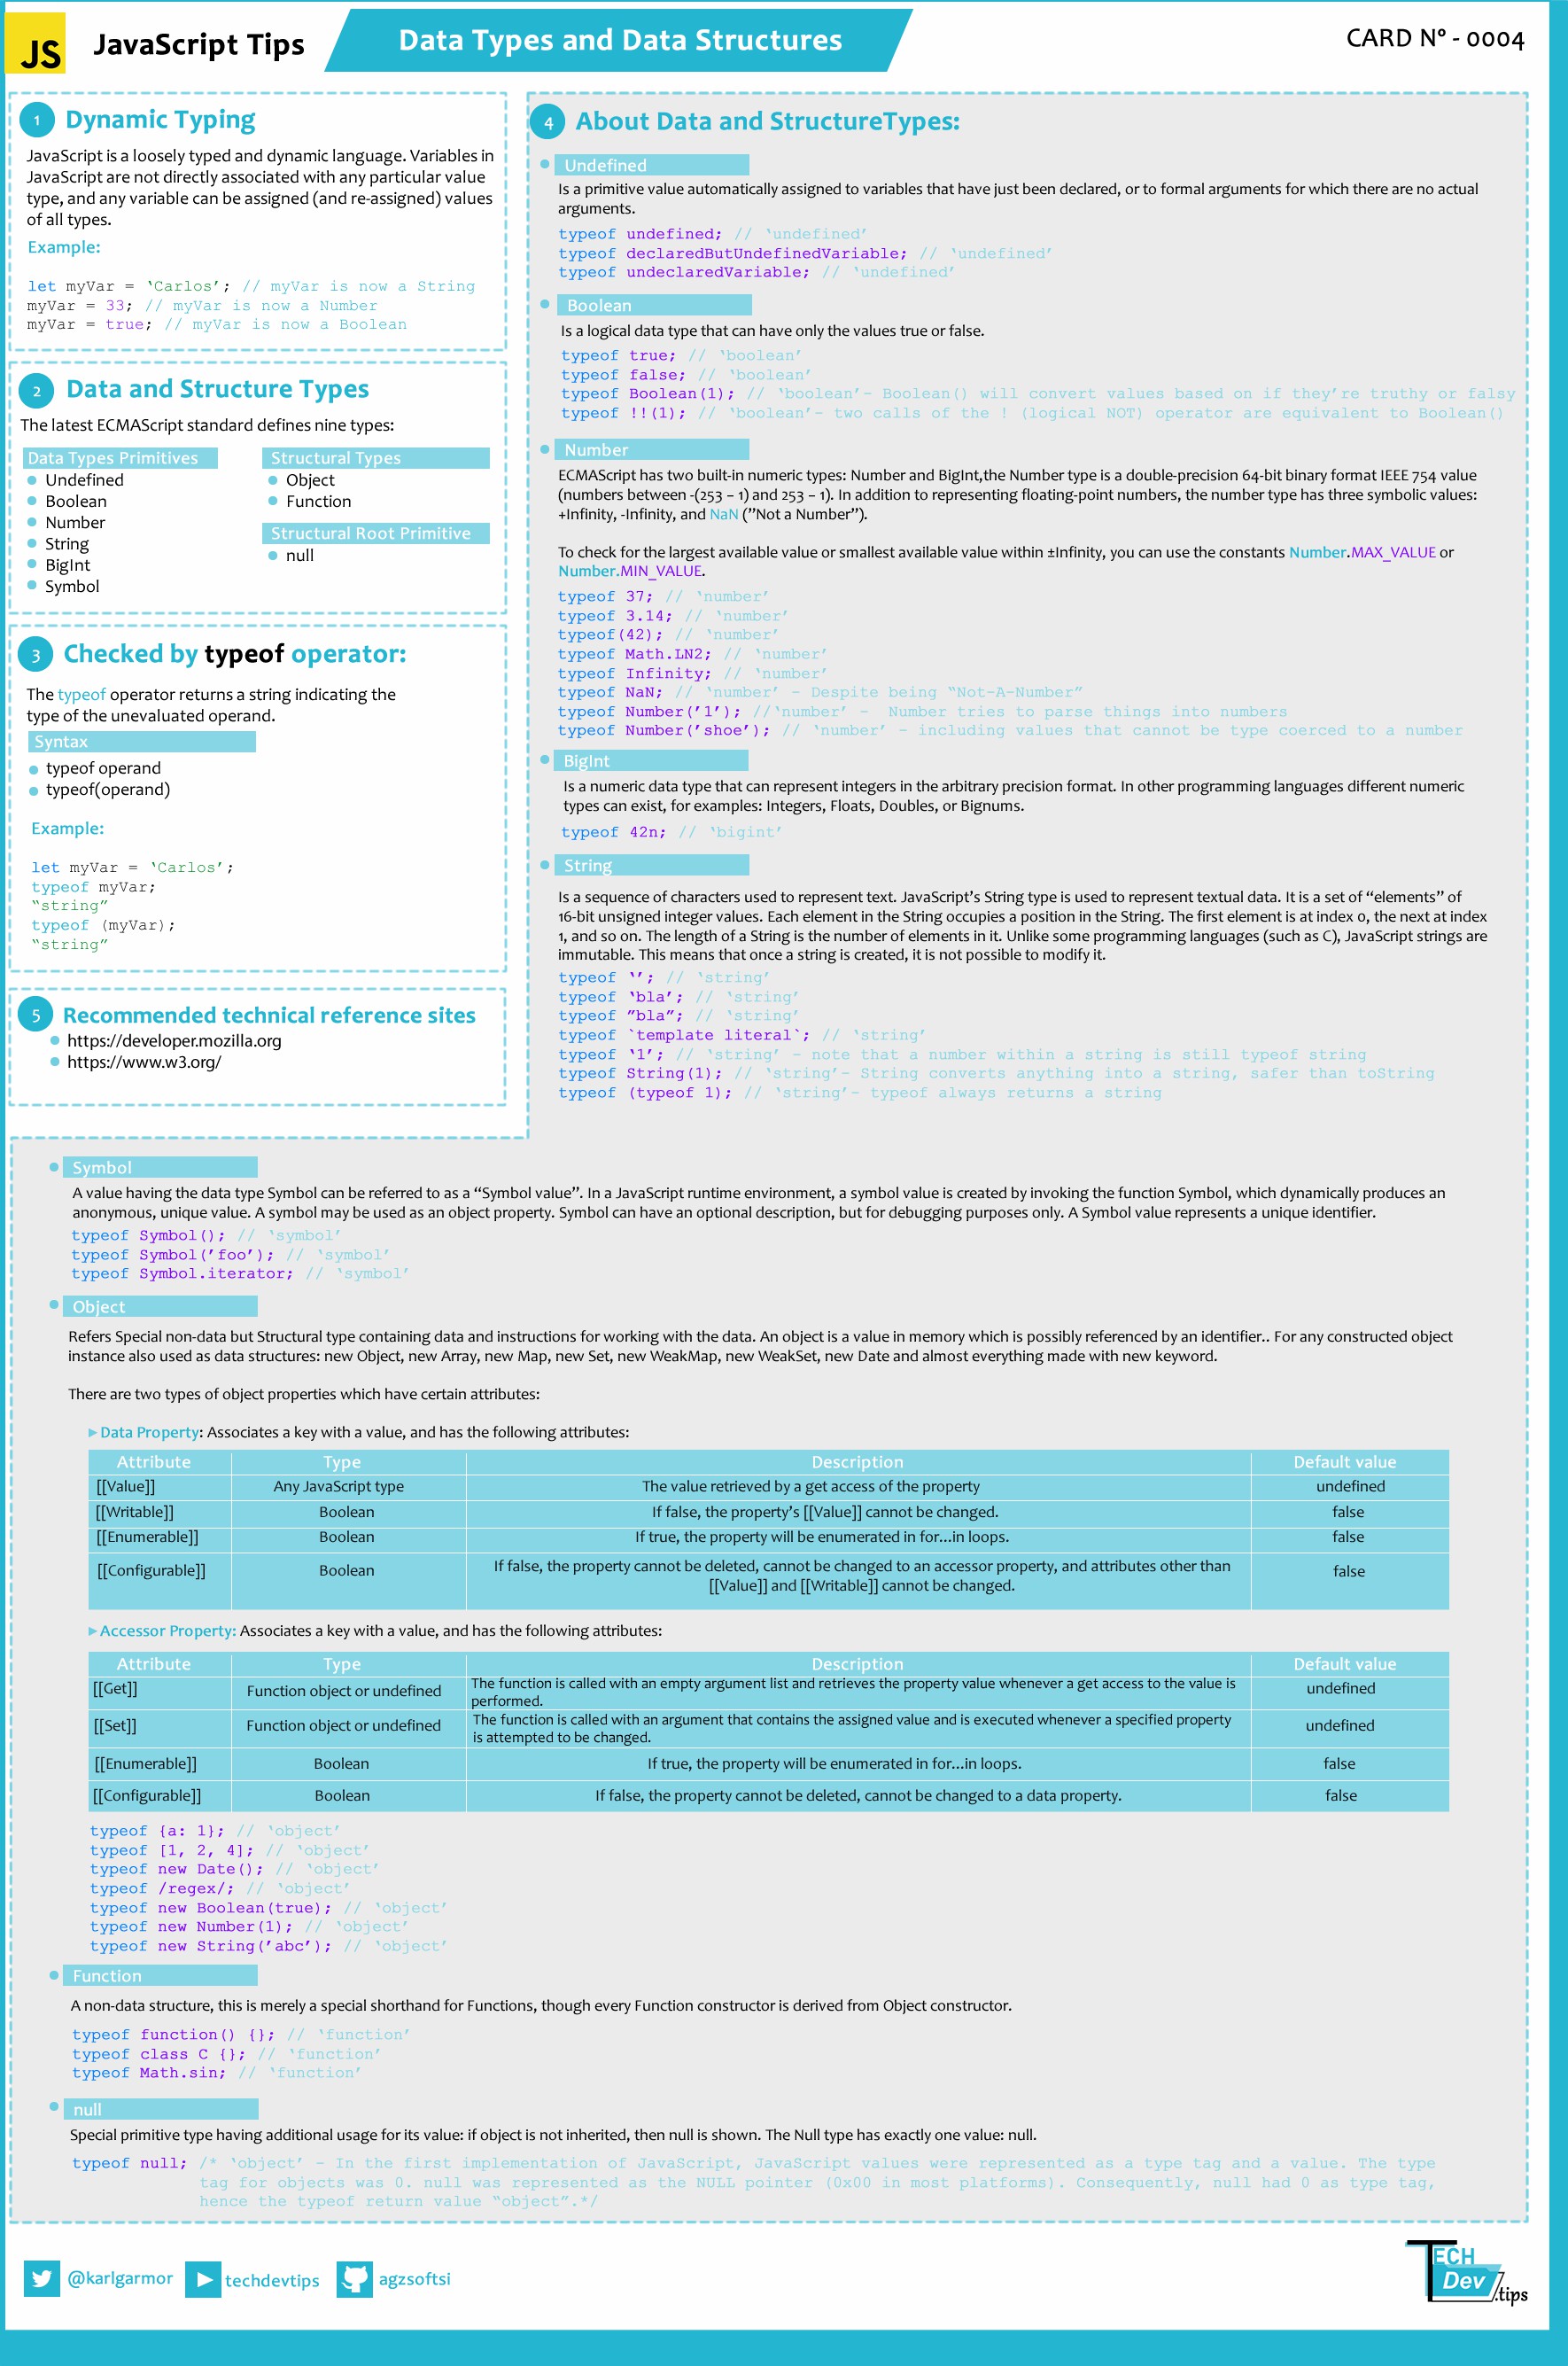 JS JavaScript Tips
Data Types and Data Structures
CARD Nº - 0004
1 Dynamic Typing
JavaScript is a loosely typed and dynamic language. Variables in
JavaScript are not directly associated with any particular value
type, and any variable can be assigned (and re-assigned) values
of all types.
Example:
let myVar = ‘Carlos’; // myVar is now a String
myVar = 33; // myVar is now a Number
myVar = true; // myVar is now a Boolean
2 Data and Structure Types
The latest ECMAScript standard defines nine types:
Data Types Primitives
Undefined
Boolean
Number
String
BigInt
Symbol
Structural Types
Object
Function
Structural Root Primitive
null
3 Checked by typeof operator:
The typeof operator returns a string indicating the
type of the unevaluated operand.
Syntax
typeof operand
typeof(operand)
Example:
let myVar = ‘Carlos’;
typeof myVar;
“string”
typeof (myVar);
“string”
5 Recommended technical reference sites
https://developer.mozilla.org
https://www.w3.org/
4 About Data and StructureTypes:
Undefined
Is a primitive value automatically assigned to variables that have just been declared, or to formal arguments for which there are no actual
arguments.
typeof undefined; // ‘undefined’
typeof declaredButUndefinedVariable; // ‘undefined’
typeof undeclaredVariable; // ‘undefined’
Boolean
Is a logical data type that can have only the values true or false.
typeof true; // ‘boolean’
typeof false; // ‘boolean’
typeof Boolean(1); // ‘boolean’- Boolean() will convert values based on if they’re truthy or falsy
typeof !!(1); // ‘boolean’- two calls of the ! (logical NOT) operator are equivalent to Boolean()
Number
ECMAScript has two built-in numeric types: Number and BigInt,the Number type is a double-precision 64-bit binary format IEEE 754 value
(numbers between -(253 – 1) and 253 – 1). In addition to representing floating-point numbers, the number type has three symbolic values:
+Infinity, -Infinity, and NaN (”Not a Number”).
To check for the largest available value or smallest available value within ±Infinity, you can use the constants Number.MAX_VALUE or
Number.MIN_VALUE.
typeof 37; // ‘number’
typeof 3.14; // ‘number’
typeof(42); // ‘number’
typeof Math.LN2; // ‘number’
typeof Infinity; // ‘number’
typeof NaN; // ‘number’ - Despite being “Not-A-Number”
typeof Number(’1’); //‘number’ - Number tries to parse things into numbers
typeof Number(’shoe’); // ‘number’ - including values that cannot be type coerced to a number
BigInt
Is a numeric data type that can represent integers in the arbitrary precision format. In other programming languages different numeric
types can exist, for examples: Integers, Floats, Doubles, or Bignums.
typeof 42n; // ‘bigint’
String
Is a sequence of characters used to represent text. JavaScript’s String type is used to represent textual data. It is a set of “elements” of
16-bit unsigned integer values. Each element in the String occupies a position in the String. The first element is at index 0, the next at index
1, and so on. The length of a String is the number of elements in it. Unlike some programming languages (such as C), JavaScript strings are
immutable. This means that once a string is created, it is not possible to modify it.
typeof ‘’; // ‘string’
typeof ‘bla’; // ‘string’
typeof ”bla”; // ‘string’
typeof `template literal`; // ‘string’
typeof ‘1’; // ‘string’ - note that a number within a string is still typeof string
typeof String(1); // ‘string’- String converts anything into a string, safer than toString
typeof (typeof 1); // ‘string’- typeof always returns a string
Symbol
A value having the data type Symbol can be referred to as a “Symbol value”. In a JavaScript runtime environment, a symbol value is created by invoking the function Symbol, which dynamically produces an
anonymous, unique value. A symbol may be used as an object property. Symbol can have an optional description, but for debugging purposes only. A Symbol value represents a unique identifier.
typeof Symbol(); // ‘symbol’
typeof Symbol(’foo’); // ‘symbol’
typeof Symbol.iterator; // ‘symbol’
Object
Refers Special non-data but Structural type containing data and instructions for working with the data. An object is a value in memory which is possibly referenced by an identifier.. For any constructed object
instance also used as data structures: new Object, new Array, new Map, new Set, new WeakMap, new WeakSet, new Date and almost everything made with new keyword.
There are two types of object properties which have certain attributes:
Data Property: Associates a key with a value, and has the following attributes:
Attribute Type Description Default value
[[Value]] Any JavaScript type The value retrieved by a get access of the property undefined
[[Writable]] Boolean If false, the property’s [[Value]] cannot be changed. false
[[Enumerable]] Boolean If true, the property will be enumerated in for...in loops. false
[[Configurable]] Boolean If false, the property cannot be deleted, cannot be changed to an accessor property, and attributes other than
[[Value]] and [[Writable]] cannot be changed. false
Accessor Property: Associates a key with a value, and has the following attributes:
Attribute Type Description Default value
[[Get]] Function object or undefined The function is called with an empty argument list and retrieves the property value whenever a get access to the value is
performed. undefined
[[Set]] Function object or undefined The function is called with an argument that contains the assigned value and is executed whenever a specified property
is attempted to be changed. undefined
[[Enumerable]] Boolean If true, the property will be enumerated in for...in loops. false
[[Configurable]] Boolean If false, the property cannot be deleted, cannot be changed to a data property. false
typeof {a: 1}; // ‘object’
typeof [1, 2, 4]; // ‘object’
typeof new Date(); // ‘object’
typeof /regex/; // ‘object’
typeof new Boolean(true); // ‘object’
typeof new Number(1); // ‘object’
typeof new String(’abc’); // ‘object’
Function
A non-data structure, this is merely a special shorthand for Functions, though every Function constructor is derived from Object constructor.
typeof function() {}; // ‘function’
typeof class C {}; // ‘function’
typeof Math.sin; // ‘function’
null
Special primitive type having additional usage for its value: if object is not inherited, then null is shown. The Null type has exactly one value: null.
typeof null; /* ‘object’ - In the first implementation of JavaScript, JavaScript values were represented as a type tag and a value. The type
tag for objects was 0. null was represented as the NULL pointer (0x00 in most platforms). Consequently, null had 0 as type tag,
hence the typeof return value “object”.*/
@karlgarmor techdevtips agzsoftsi
TECH
Dev
.tips